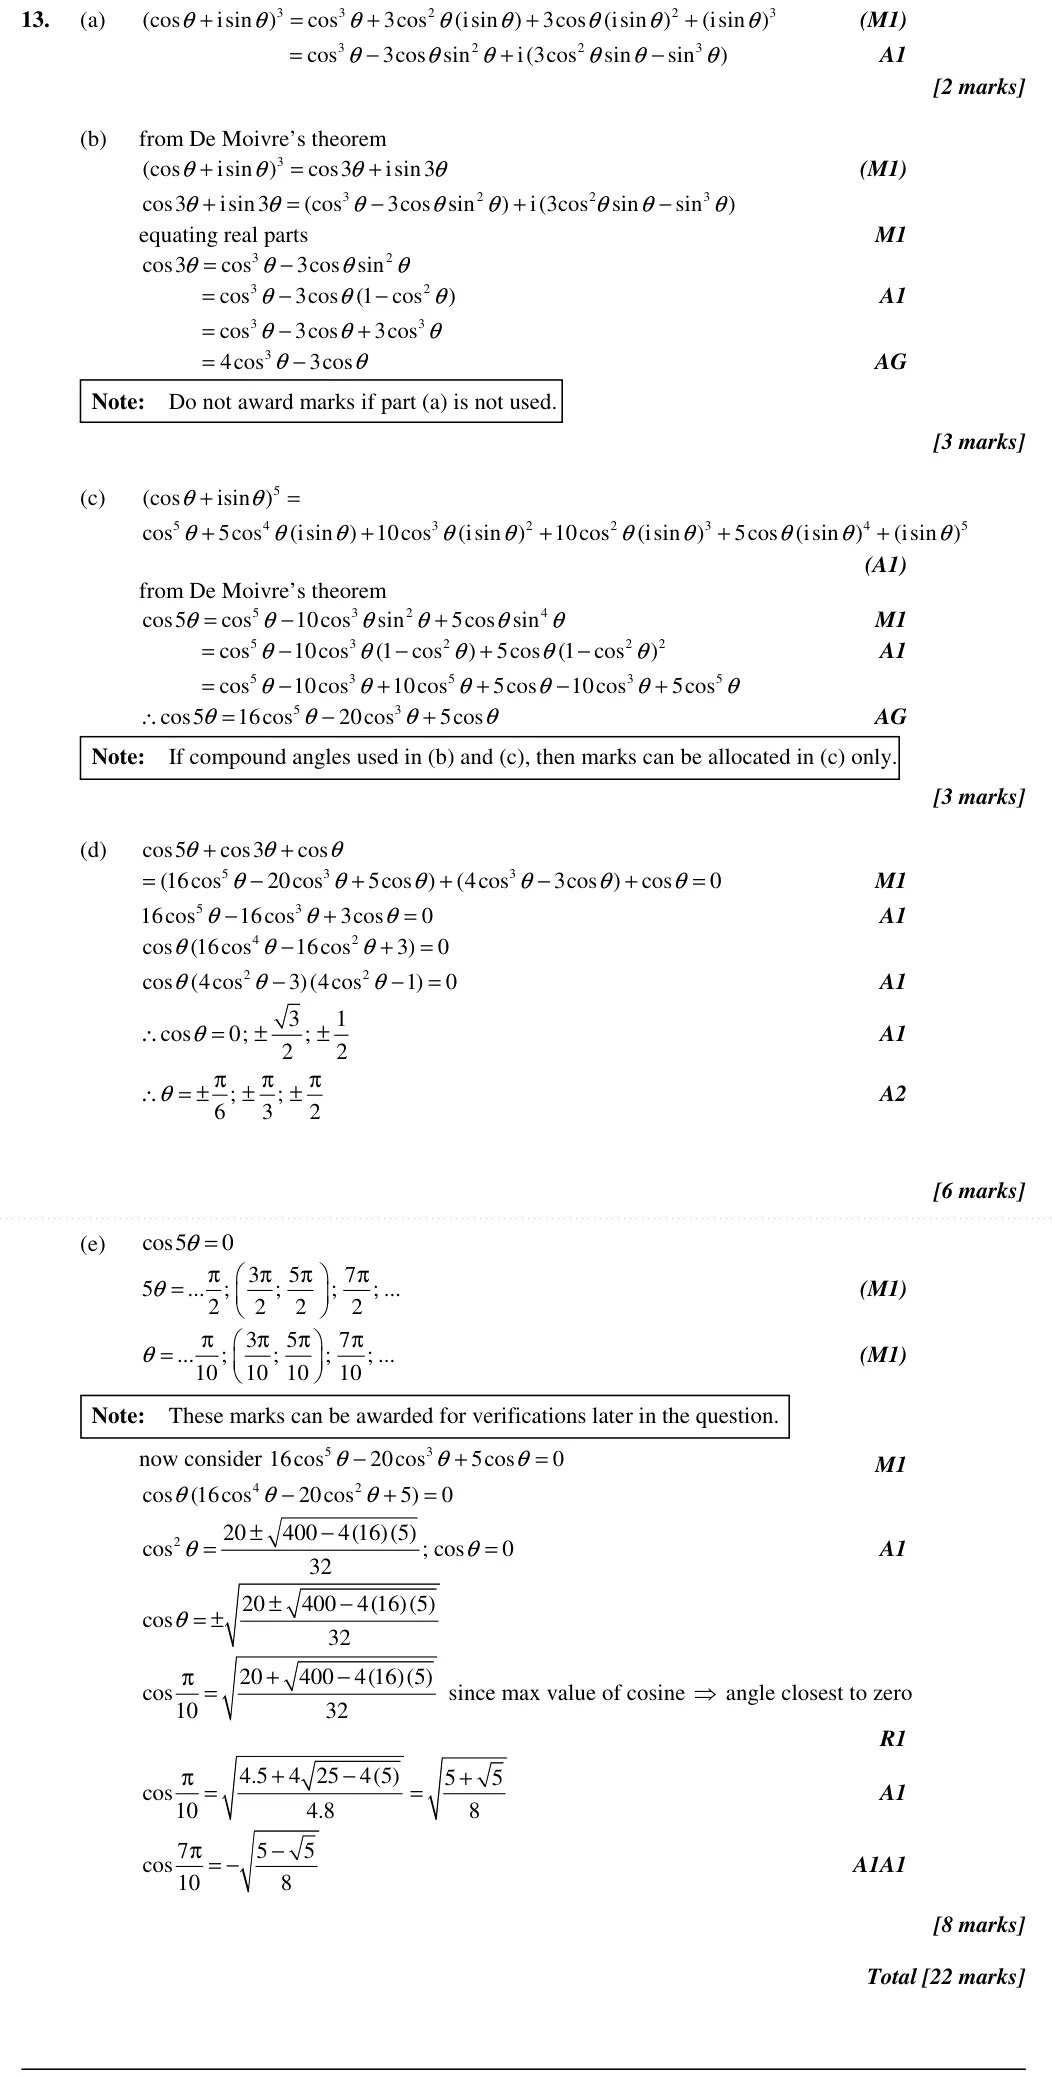 13. (a) (cos θ + i sin θ)³ = cos³ θ + 3cos² θ(i sin θ) + 3cos θ(i sin θ)² + (i sin θ)³ (M1)
= cos³ θ − 3cos θ sin² θ + i(3cos² θ sin θ − sin³ θ) A1
[2 marks]
(b) from De Moivre's theorem
(cos θ + i sin θ)³ = cos 3θ + i sin 3θ (M1)
cos 3θ + i sin 3θ = (cos³ θ − 3cos θ sin² θ) + i(3cos² θ sin θ − sin³ θ)
equating real parts M1
cos 3θ = cos³ θ − 3cos θ sin² θ
= cos³ θ − 3cos θ(1 − cos² θ) A1
= cos³ θ − 3cos θ + 3cos³ θ
= 4cos³ θ − 3cos θ AG
Note: Do not award marks if part (a) is not used.
[3 marks]
(c) (cos θ + isin θ)⁵ =
cos⁵ θ + 5cos⁴ θ(i sin θ) + 10cos³ θ(i sin θ)² + 10cos² θ(i sin θ)³ + 5cos θ(i sin θ)⁴ + (i sin θ)⁵
(A1)
from De Moivre's theorem
cos 5θ = cos⁵ θ − 10cos³ θ sin² θ + 5cos θ sin⁴ θ M1
= cos⁵ θ − 10cos³ θ(1 − cos² θ) + 5cos θ(1 − cos² θ)² A1
= cos⁵ θ − 10cos³ θ + 10cos⁵ θ + 5cos θ − 10cos³ θ + 5cos⁵ θ
∴ cos 5θ = 16cos⁵ θ − 20cos³ θ + 5cos θ AG
Note: If compound angles used in (b) and (c), then marks can be allocated in (c) only.
[3 marks]
(d) cos 5θ + cos 3θ + cos θ
= (16cos⁵ θ − 20cos³ θ + 5cos θ) + (4cos³ θ − 3cos θ) + cos θ = 0 M1
16cos⁵ θ − 16cos³ θ + 3cos θ = 0 A1
cos θ(16cos⁴ θ − 16cos² θ + 3) = 0
cos θ(4cos² θ − 3)(4cos² θ − 1) = 0 A1
∴ cos θ = 0; ±√3/2; ±1/2 A1
∴ θ = ±π/6; ±π/3; ±π/2 A2
[6 marks]
(e) cos 5θ = 0
5θ = ...π/2; (3π/2; 5π/2); 7π/2; ... (M1)
θ = ...π/10; (3π/10; 5π/10); 7π/10; ... (M1)
Note: These marks can be awarded for verifications later in the question.
now consider 16cos⁵ θ − 20cos³ θ + 5cos θ = 0 M1
cos θ(16cos⁴ θ − 20cos² θ + 5) = 0
cos² θ = (20 ± √(400 − 4(16)(5)))/32; cos θ = 0 A1
cos θ = ±√((20 ± √(400 − 4(16)(5)))/32)
cos π/10 = √((20 + √(400 − 4(16)(5)))/32) since max value of cosine ⇒ angle closest to zero
R1
cos π/10 = √((4.5 + 4√(25 − 4(5)))/4.8) = √((5 + √5)/8) A1
cos 7π/10 = −√((5 − √5)/8) A1A1
[8 marks]
Total [22 marks]